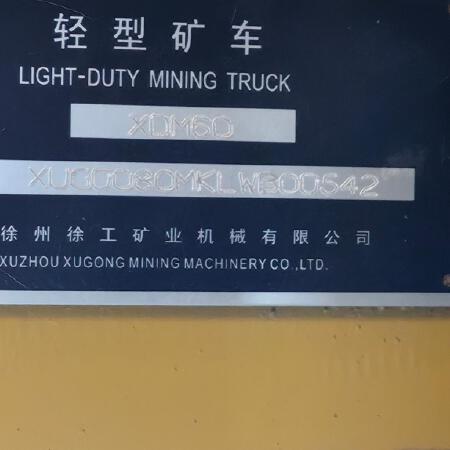 轻型矿车
LIGHT-DUTY MINING TRUCK
XDM60
XUG0080MKLWB00542
徐州徐工矿业机械有限公司
XUZHOU XUGONG MINING MACHINERY CO.,LTD.